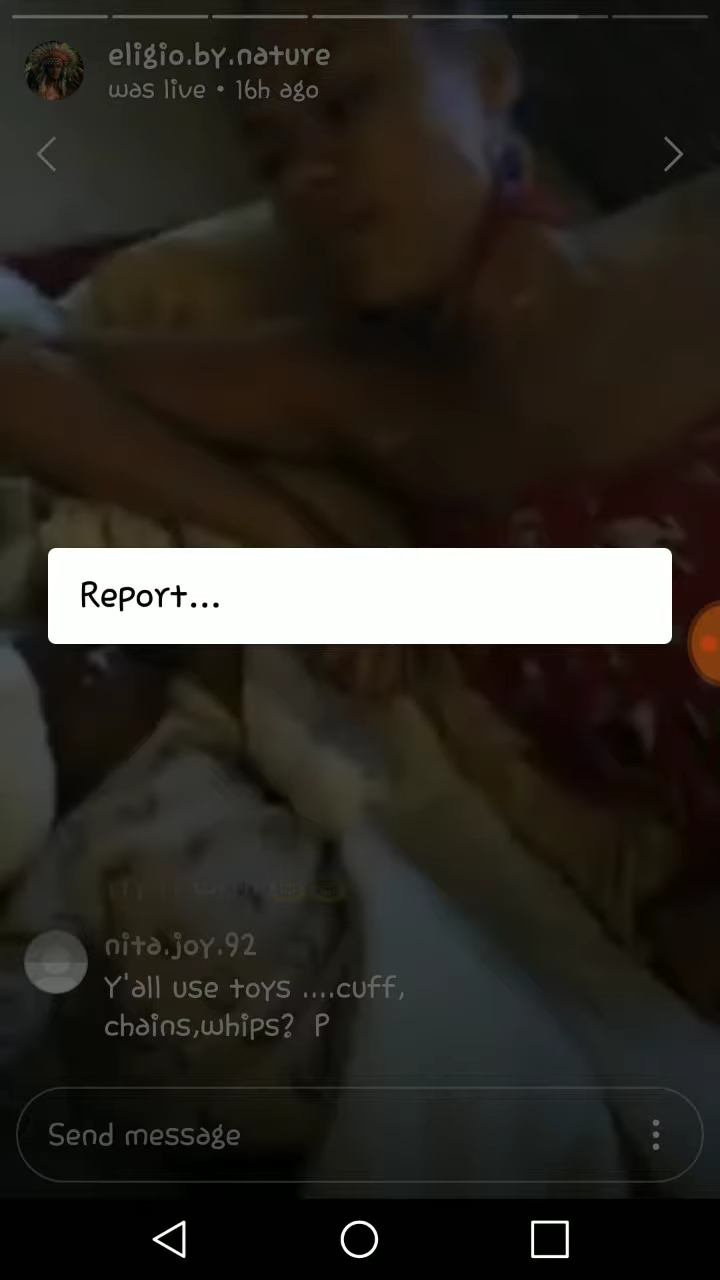 eligio.by.nature
was live • 16h ago
Report...
nita.joy.92
Y'all use toys ....cuff,
chains,whips? P
Send message